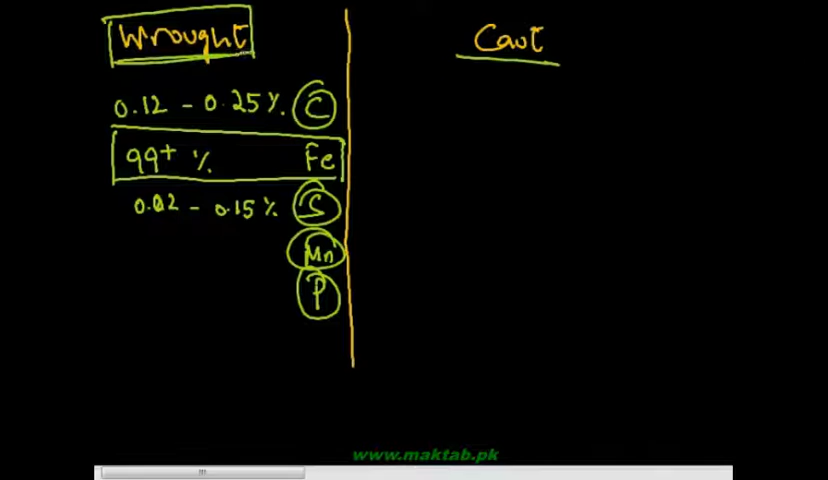 Wrought
Cast
0.12 - 0.25% C
99+ % Fe
0.02 - 0.15% S
Mn
P
www.maktab.pk